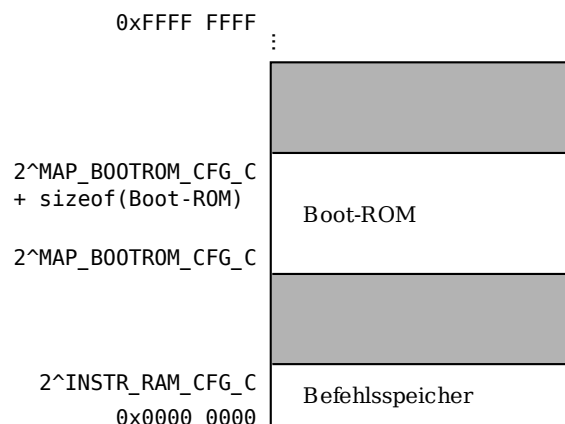 0xFFFF FFFF
⋮
2^MAP_BOOTROM_CFG_C
+ sizeof(Boot-ROM)
Boot-ROM
2^MAP_BOOTROM_CFG_C
2^INSTR_RAM_CFG_C
Befehlsspeicher
0x0000 0000